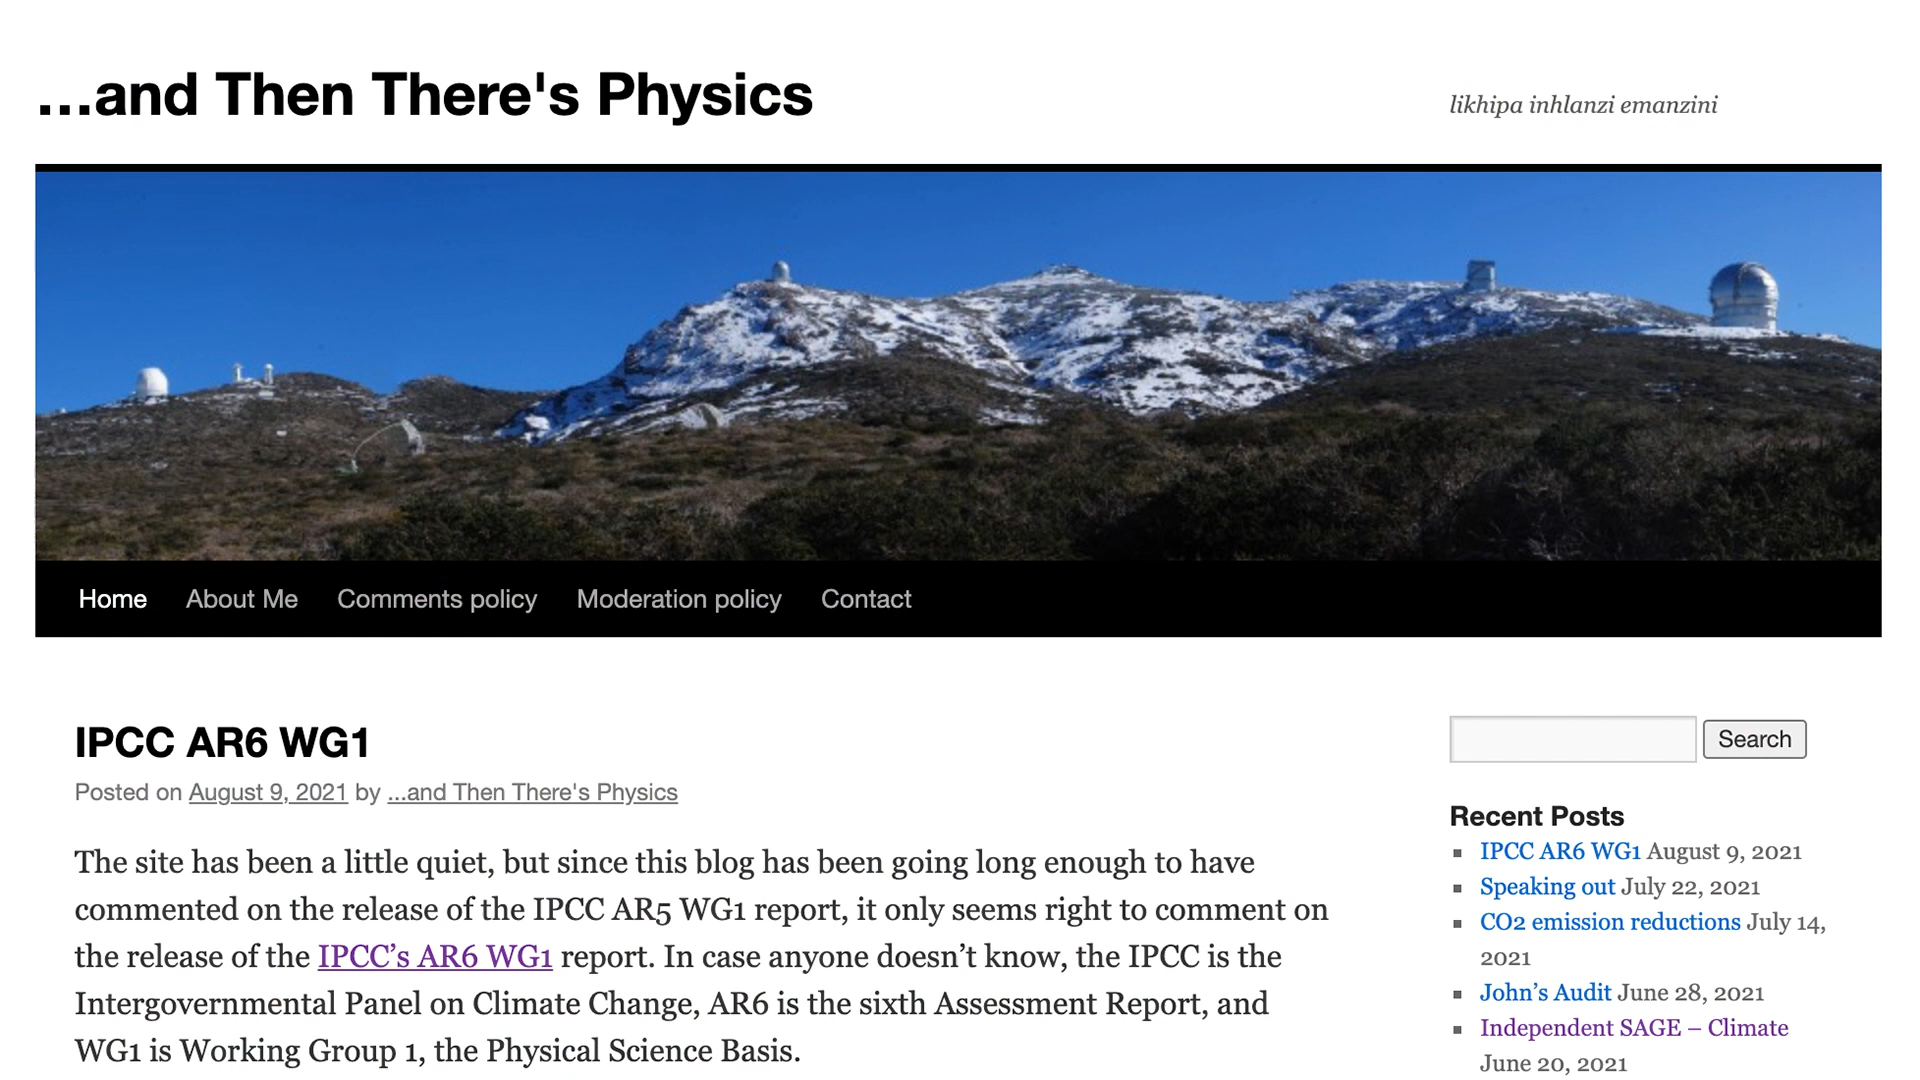 ...and Then There's Physics
likhipa inhlanzi emanzini
Home About Me Comments policy Moderation policy Contact
IPCC AR6 WG1
Posted on August 9, 2021 by ...and Then There's Physics
The site has been a little quiet, but since this blog has been going long enough to have
commented on the release of the IPCC AR5 WG1 report, it only seems right to comment on
the release of the IPCC’s AR6 WG1 report. In case anyone doesn’t know, the IPCC is the
Intergovernmental Panel on Climate Change, AR6 is the sixth Assessment Report, and
WG1 is Working Group 1, the Physical Science Basis.
Search
Recent Posts
IPCC AR6 WG1 August 9, 2021
Speaking out July 22, 2021
CO2 emission reductions July 14,
2021
John’s Audit June 28, 2021
Independent SAGE – Climate
June 20, 2021